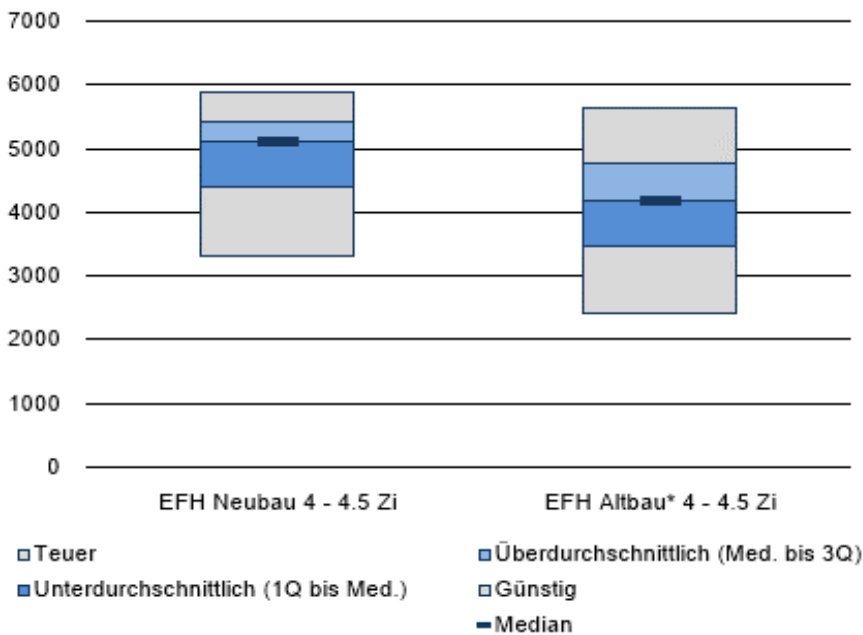 7000
6000
5000
4000
3000
2000
1000
0
EFH Neubau 4 - 4.5 Zi EFH Altbau* 4 - 4.5 Zi
Teuer Überdurchschnittlich (Med. bis 3Q)
Unterdurchschnittlich (1Q bis Med.) Günstig
Median